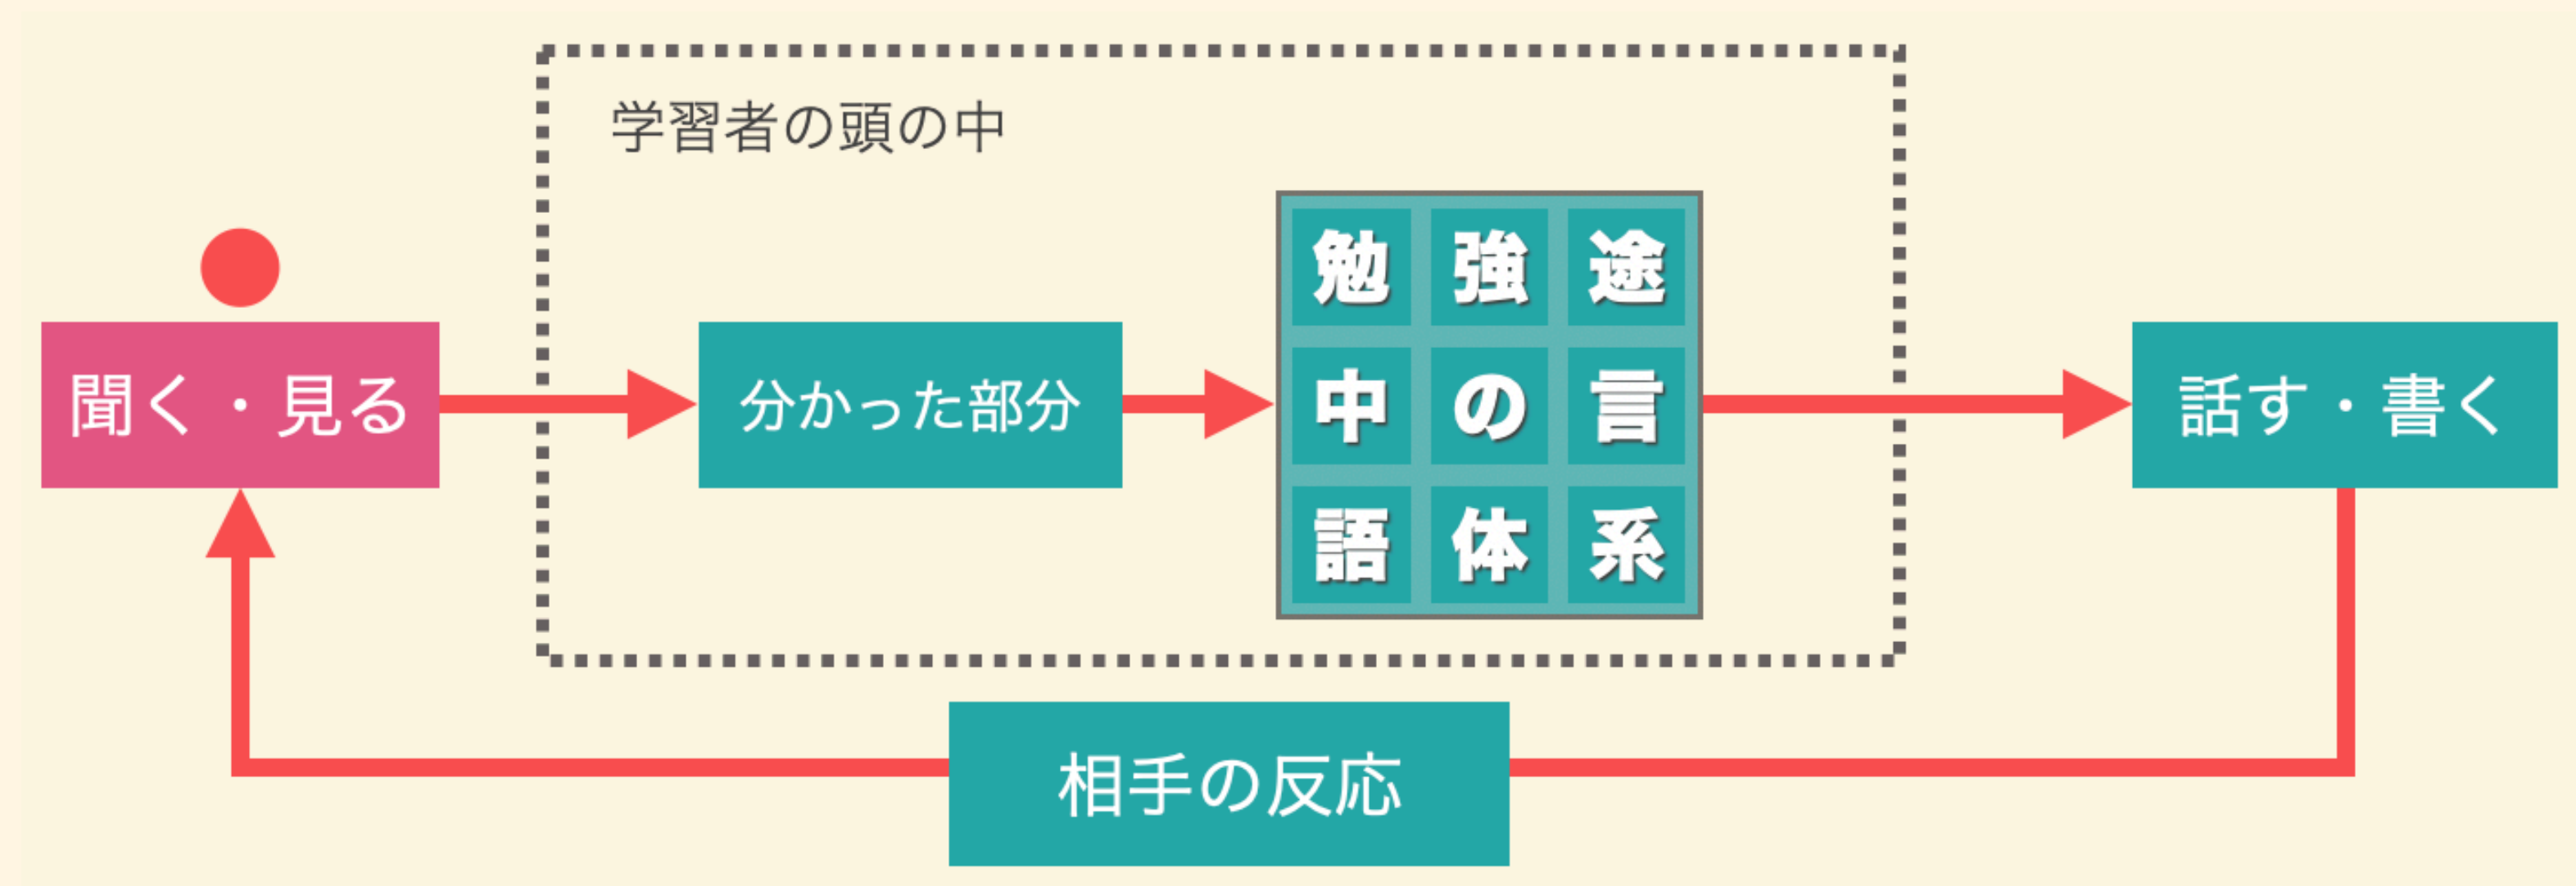 学習者の頭の中
聞く・見る
分かった部分
勉強途
中の言
語体系
話す・書く
相手の反応